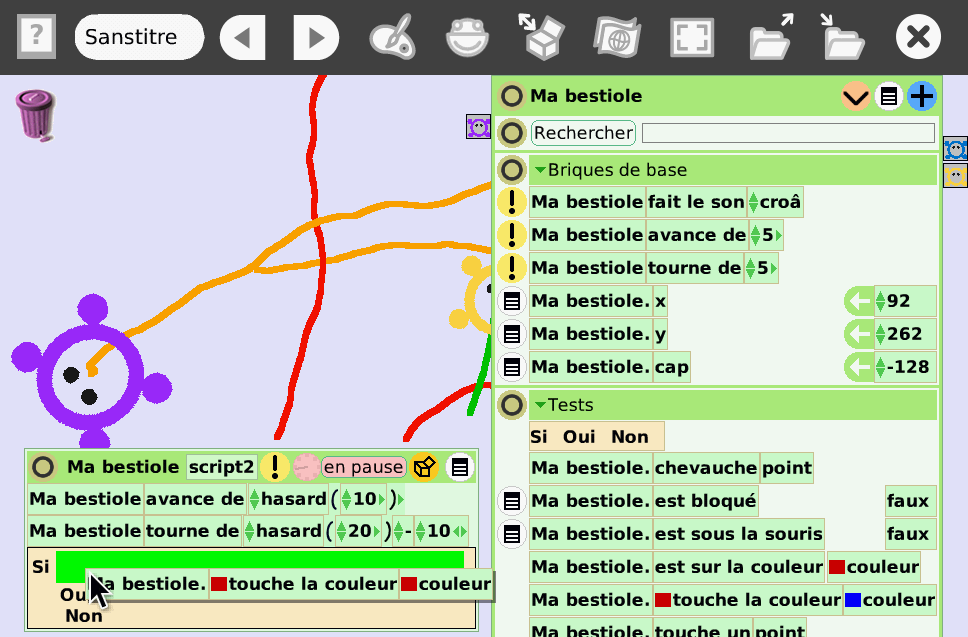 ?
Sanstitre
Ma bestiole
Rechercher
Briques de base
! Ma bestiole fait le son croâ
! Ma bestiole avance de 5
! Ma bestiole tourne de 5
Ma bestiole. x 92
Ma bestiole. y 262
Ma bestiole. cap -128
Tests
Si Oui Non
Ma bestiole. chevauche point
Ma bestiole. est bloqué faux
Ma bestiole. est sous la souris faux
Ma bestiole. est sur la couleur couleur
Ma bestiole. touche la couleur couleur
Ma bestiole. touche un point
Ma bestiole script2 ! en pause
Ma bestiole avance de hasard ( 10 )
Ma bestiole tourne de hasard ( 20 ) - 10
Si
Ma bestiole. touche la couleur couleur
Oui
Non